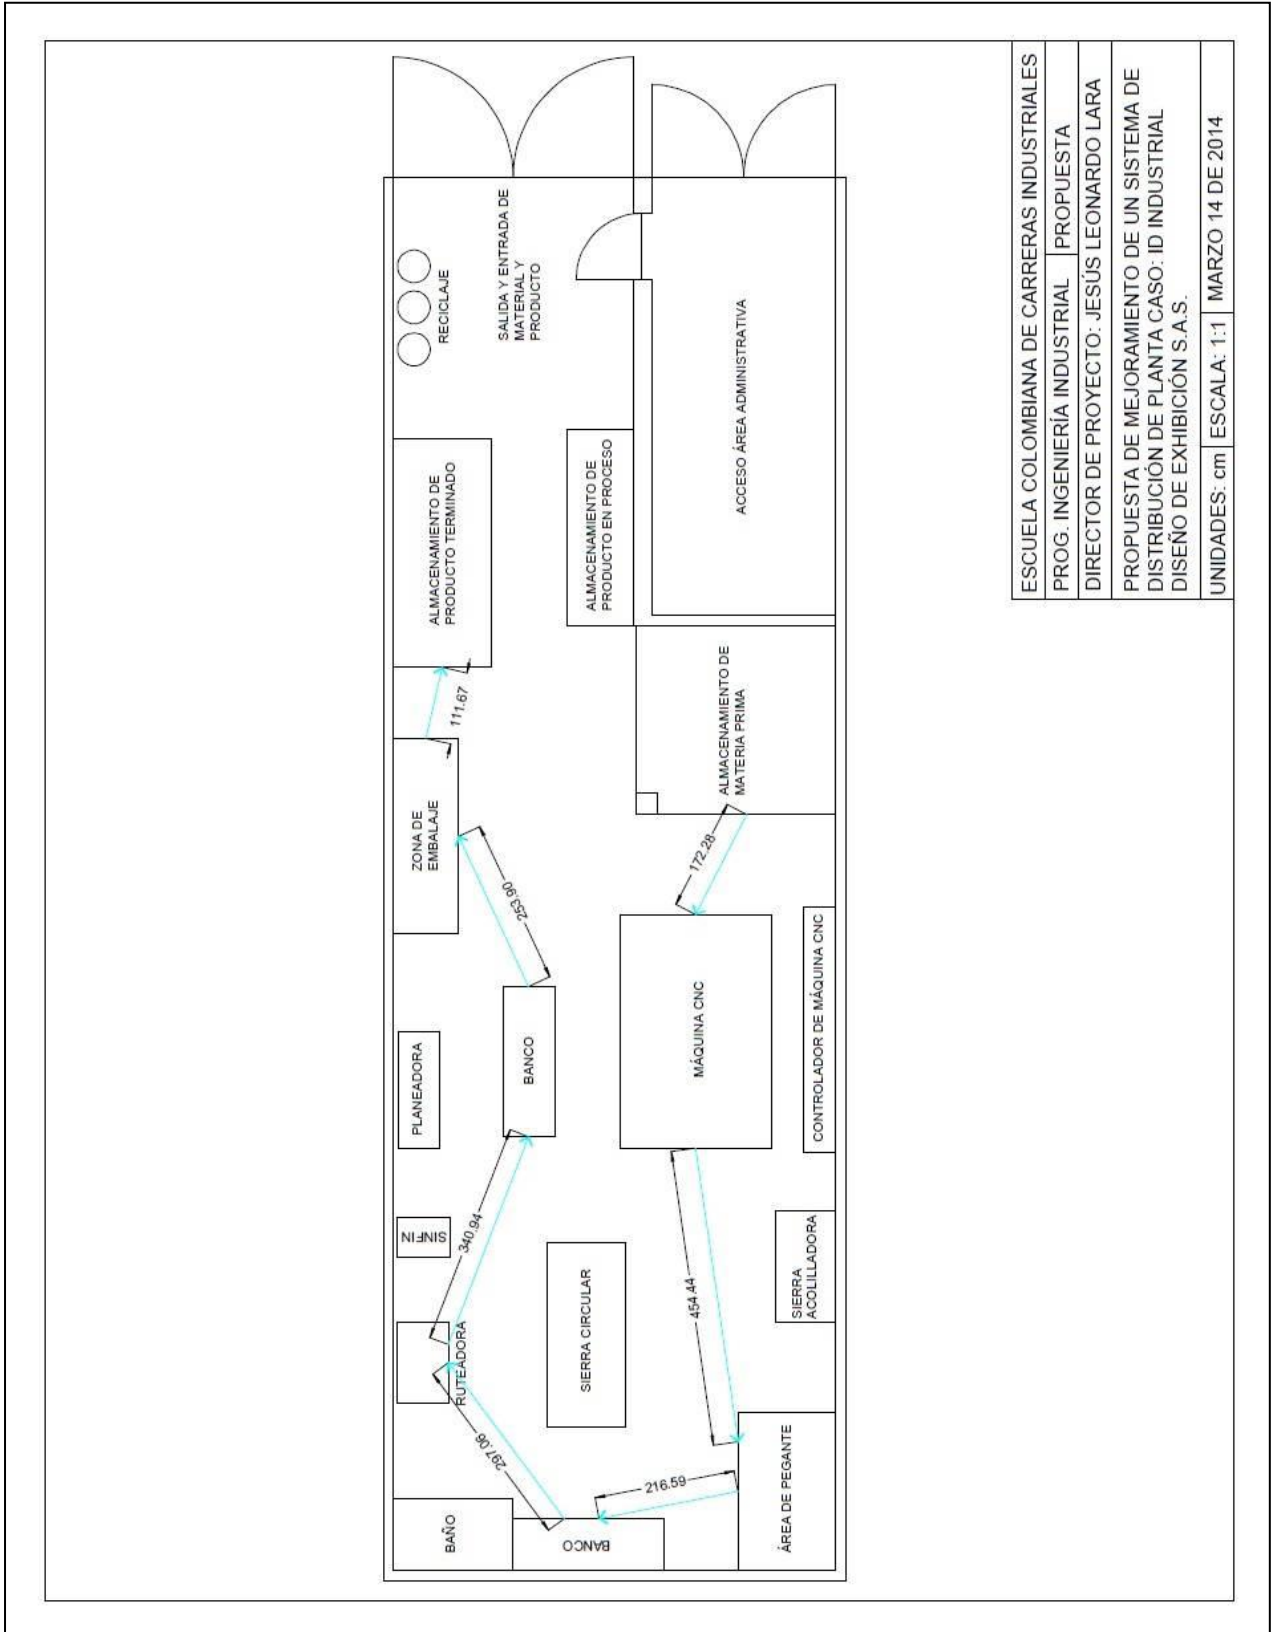 RECICLAJE
SALIDA Y ENTRADA DE
MATERIAL Y
PRODUCTO
ALMACENAMIENTO DE
PRODUCTO TERMINADO
ALMACENAMIENTO DE
PRODUCTO EN PROCESO
ACCESO ÁREA ADMINISTRATIVA
111.67
ALMACENAMIENTO DE
MATERIA PRIMA
ZONA DE
EMBALAJE
253.90
172.28
PLANEADORA
BANCO
MÁQUINA CNC
CONTROLADOR DE MÁQUINA CNC
SINFIN
340.94
RUTEADORA
SIERRA CIRCULAR
454.44
SIERRA
ACOLILLADORA
297.06
216.59
BAÑO
BANCO
ÁREA DE PEGANTE
ESCUELA COLOMBIANA DE CARRERAS INDUSTRIALES
PROG. INGENIERÍA INDUSTRIAL PROPUESTA
DIRECTOR DE PROYECTO: JESÚS LEONARDO LARA
PROPUESTA DE MEJORAMIENTO DE UN SISTEMA DE
DISTRIBUCIÓN DE PLANTA CASO: ID INDUSTRIAL
DISEÑO DE EXHIBICIÓN S.A.S.
UNIDADES: cm ESCALA: 1:1 MARZO 14 DE 2014